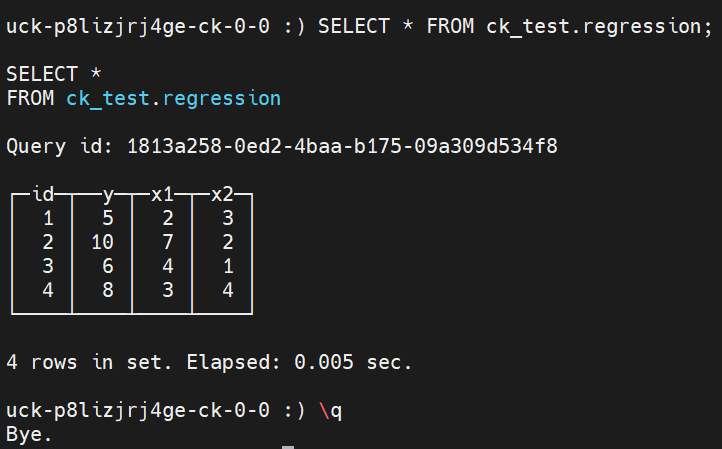 uck-p8lizjrj4ge-ck-0-0 :) SELECT * FROM ck_test.regression;
SELECT *
FROM ck_test.regression
Query id: 1813a258-0ed2-4baa-b175-09a309d534f8
┌─id─┬──y─┬─x1─┬─x2─┐
│  1 │  5 │  2 │  3 │
│  2 │ 10 │  7 │  2 │
│  3 │  6 │  4 │  1 │
│  4 │  8 │  3 │  4 │
└────┴────┴────┴────┘
4 rows in set. Elapsed: 0.005 sec.
uck-p8lizjrj4ge-ck-0-0 :) \q
Bye.